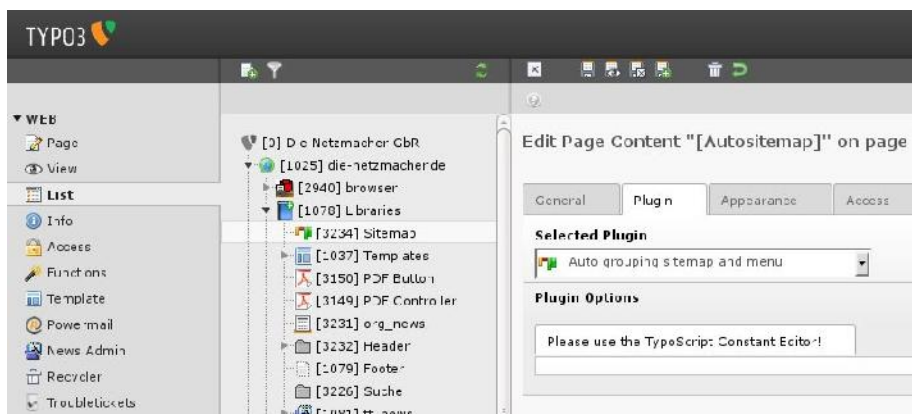 TYPO3
WEB
Page
View
List
Info
Access
Functions
Template
Powermail
News Admin
Recycler
Troubletickets
[0] Die Netzmacher GbR
[1025] die-netzmacher.de
[2940] browser
[1078] Libraries
[3234] Sitemap
[1037] Templates
[3150] PDF Button
[3149] PDF Controller
[3231] org_news
[3232] Header
[1079] Footer
[3226] Suche
[1081] tt_news
Edit Page Content "[Autositemap]" on page
General
Plugin
Appearance
Access
Selected Plugin
Auto grouping sitemap and menu
Plugin Options
Please use the TypoScript Constant Editor!